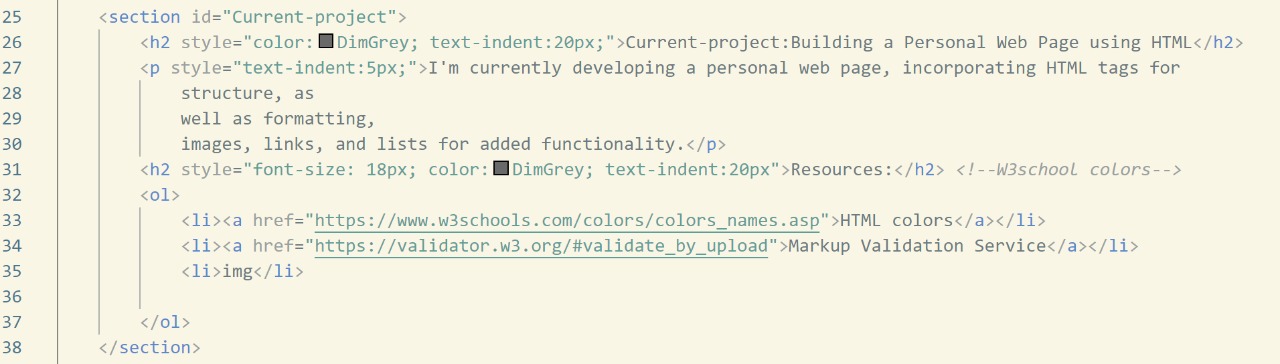 25 <section id="Current-project">
26 <h2 style="color:DimGrey; text-indent:20px;">Current-project:Building a Personal Web Page using HTML</h2>
27 <p style="text-indent:5px;">I'm currently developing a personal web page, incorporating HTML tags for
28 structure, as
29 well as formatting,
30 images, links, and lists for added functionality.</p>
31 <h2 style="font-size: 18px; color:DimGrey; text-indent:20px">Resources:</h2> <!--W3school colors-->
32 <ol>
33 <li><a href="https://www.w3schools.com/colors/colors_names.asp">HTML colors</a></li>
34 <li><a href="https://validator.w3.org/#validate_by_upload">Markup Validation Service</a></li>
35 <li>img</li>
36
37 </ol>
38 </section>